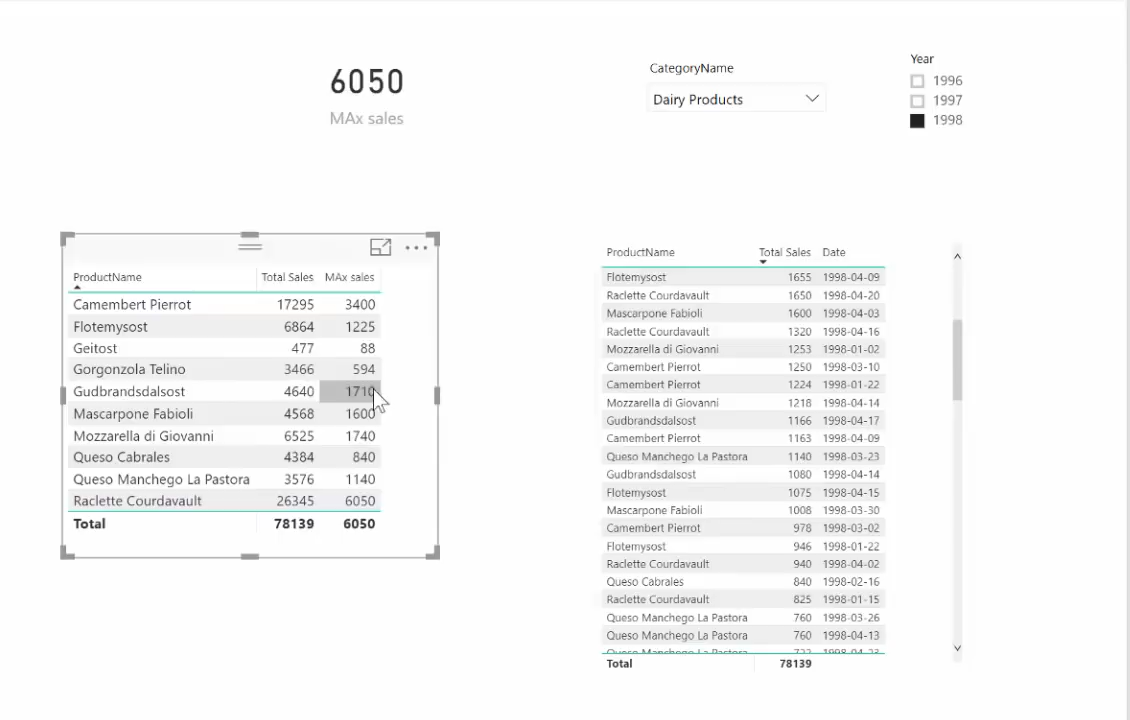 6050
MAx sales
CategoryName
Dairy Products
Year
1996
1997
1998
ProductName Total Sales MAx sales
Camembert Pierrot 17295 3400
Flotemysost 6864 1225
Geitost 477 88
Gorgonzola Telino 3466 594
Gudbrandsdalsost 4640 1710
Mascarpone Fabioli 4568 1600
Mozzarella di Giovanni 6525 1740
Queso Cabrales 4384 840
Queso Manchego La Pastora 3576 1140
Raclette Courdavault 26345 6050
Total 78139 6050
ProductName Total Sales Date
Flotemysost 1655 1998-04-09
Raclette Courdavault 1650 1998-04-20
Mascarpone Fabioli 1600 1998-04-03
Raclette Courdavault 1320 1998-04-16
Mozzarella di Giovanni 1253 1998-01-02
Camembert Pierrot 1250 1998-03-10
Camembert Pierrot 1224 1998-01-22
Mozzarella di Giovanni 1218 1998-04-14
Gudbrandsdalsost 1166 1998-04-17
Camembert Pierrot 1163 1998-04-09
Queso Manchego La Pastora 1140 1998-03-23
Gudbrandsdalsost 1080 1998-04-14
Flotemysost 1075 1998-04-15
Mascarpone Fabioli 1008 1998-03-30
Camembert Pierrot 978 1998-03-02
Flotemysost 946 1998-01-22
Raclette Courdavault 940 1998-04-02
Queso Cabrales 840 1998-02-16
Raclette Courdavault 825 1998-01-15
Queso Manchego La Pastora 760 1998-03-26
Queso Manchego La Pastora 760 1998-04-13
Queso Manchego La Pastora
Total 78139